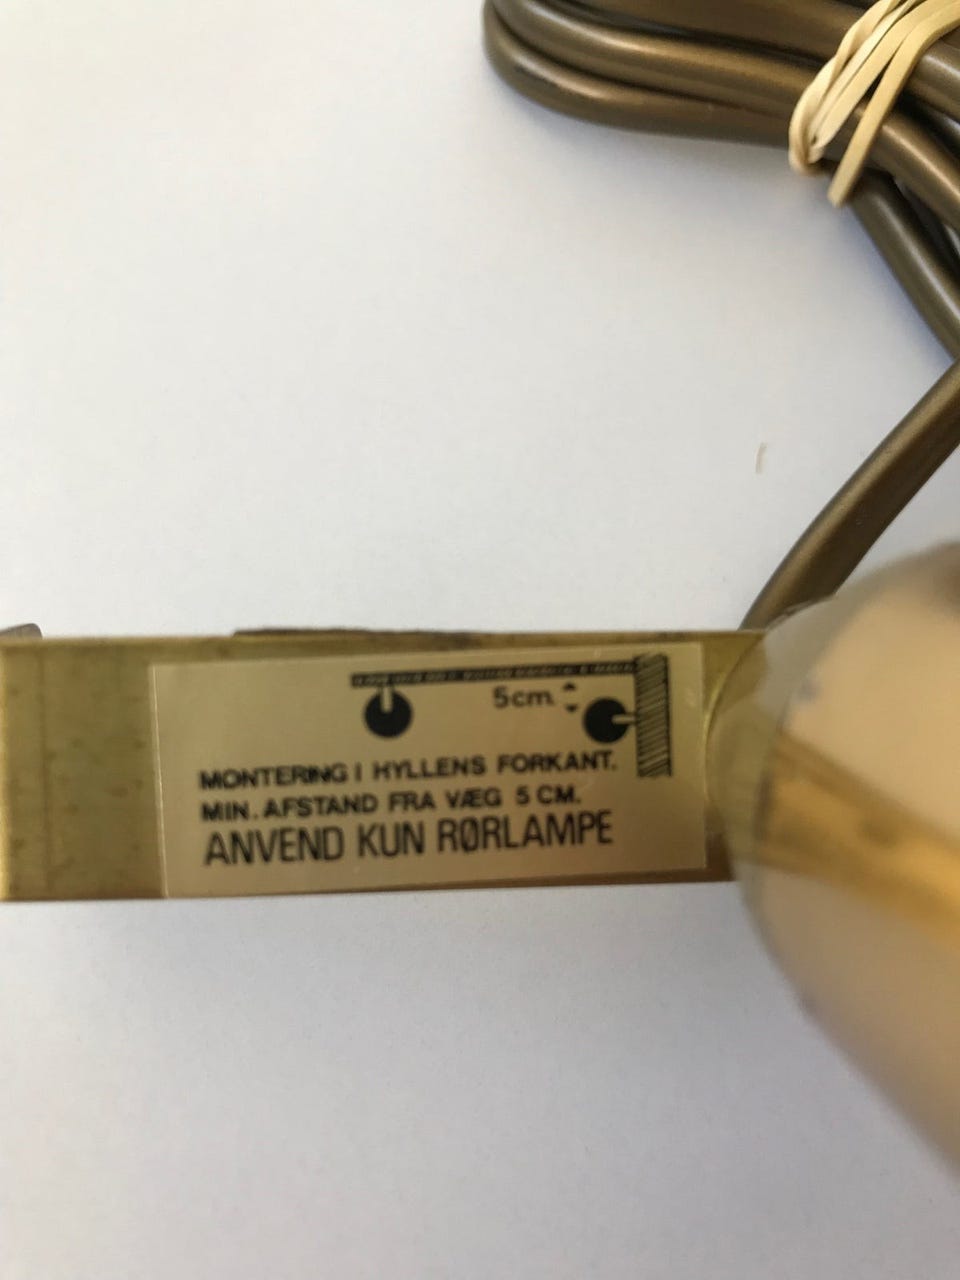 5cm.
MONTERING I HYLLENS FORKANT.
MIN. AFSTAND FRA VÆG 5 CM.
ANVEND KUN RØRLAMPE